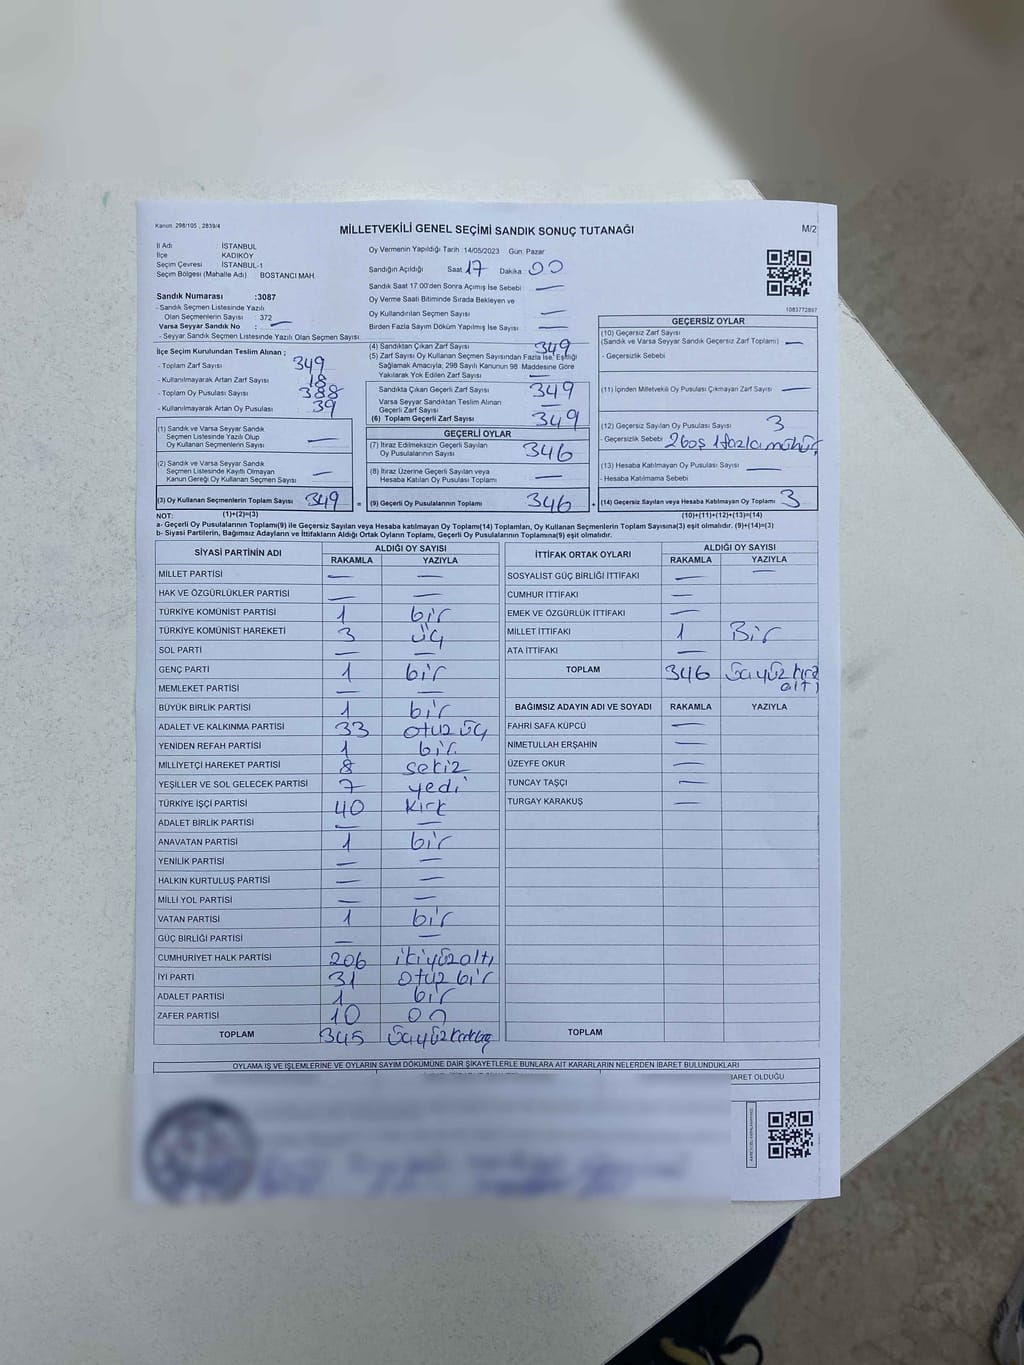 Kanun: 298/105 , 2839/4
MİLLETVEKİLİ GENEL SEÇİMİ SANDIK SONUÇ TUTANAĞI
M/2
İl Adı : İSTANBUL
İlçe : KADIKÖY
Seçim Çevresi : İSTANBUL-1
Seçim Bölgesi (Mahalle Adı) : BOSTANCI MAH.
Sandık Numarası :3087
- Sandık Seçmen Listesinde Yazılı
Olan Seçmenlerin Sayısı : 372
Varsa Seyyar Sandık No : —
- Seyyar Sandık Seçmen Listesinde Yazılı Olan Seçmen Sayısı:
İlçe Seçim Kurulundan Teslim Alınan ;
- Toplam Zarf Sayısı 349
- Kullanılmayarak Artan Zarf Sayısı 18
- Toplam Oy Pusulası Sayısı 388
- Kullanılmayarak Artan Oy Pusulası : 39
(1) Sandık ve Varsa Seyyar Sandık
Seçmen Listesinde Yazılı Olup
Oy Kullanan Seçmenlerin Sayısı —
(2) Sandık ve Varsa Seyyar Sandık
Seçmen Listesinde Kayıtlı Olmayan
Kanun Gereği Oy Kullanan Seçmen Sayısı —
(3) Oy Kullanan Seçmenlerin Toplam Sayısı 349
Oy Vermenin Yapıldığı Tarih : 14/05/2023 Gün: Pazar
Sandığın Açıldığı Saat 17 Dakika 00
Sandık Saat 17:00'den Sonra Açımış İse Sebebi : —
Oy Verme Saati Bitiminde Sırada Bekleyen ve
Oy Kullandırılan Seçmen Sayısı : —
Birden Fazla Sayım Döküm Yapılmış İse Sayısı : —
(4) Sandıktan Çıkan Zarf Sayısı : 349
(5) Zarf Sayısı Oy Kullanan Seçmen Sayısından Fazla İse, Eşitliği
Sağlamak Amacıyla; 298 Sayılı Kanunun 98. Maddesine Göre
Yakılarak Yok Edilen Zarf Sayısı : —
Sandıkta Çıkan Geçerli Zarf Sayısı 349
Varsa Seyyar Sandıktan Teslim Alınan
Geçerli Zarf Sayısı —
(6) Toplam Geçerli Zarf Sayısı 349
GEÇERLİ OYLAR
(7) İtiraz Edilmeksizin Geçerli Sayılan
Oy Pusulalarının Sayısı 346
(8) İtiraz Üzerine Geçerli Sayılan veya
Hesaba Katılan Oy Pusulası Toplamı —
= (9) Geçerli Oy Pusulalarının Toplamı 346
1083772897
GEÇERSİZ OYLAR
(10) Geçersiz Zarf Sayısı
(Sandık ve Varsa Seyyar Sandık Geçersiz Zarf Toplamı) —
- Geçersizlik Sebebi :
(11) İçinden Milletvekili Oy Pusulası Çıkmayan Zarf Sayısı : —
(12) Geçersiz Sayılan Oy Pusulası Sayısı : 3
- Geçersizlik Sebebi : 2 boş 1 fazla mühür
(13) Hesaba Katılmayan Oy Pusulası Sayısı : —
- Hesaba Katılmama Sebebi :
+ (14) Geçersiz Sayılan veya Hesaba Katılmayan Oy Toplamı 3
NOT: (1)+(2)=(3) (10)+(11)+(12)+(13)=(14)
a- Geçerli Oy Pusulalarının Toplamı(9) ile Geçersiz Sayılan veya Hesaba katılmayan Oy Toplamı(14) Toplamları, Oy Kullanan Seçmenlerin Toplam Sayısına(3) eşit olmalıdır. (9)+(14)=(3)
b- Siyasi Partilerin, Bağımsız Adayların ve İttifakların Aldığı Ortak Oyların Toplamı, Geçerli Oy Pusulalarının Toplamına(9) eşit olmalıdır.
SİYASİ PARTİNİN ADI ALDIĞI OY SAYISI
RAKAMLA YAZIYLA
MİLLET PARTİSİ — —
HAK VE ÖZGÜRLÜKLER PARTİSİ — —
TÜRKİYE KOMÜNİST PARTİSİ 1 bir
TÜRKİYE KOMÜNİST HAREKETİ 3 üç
SOL PARTİ — —
GENÇ PARTİ 1 bir
MEMLEKET PARTİSİ — —
BÜYÜK BİRLİK PARTİSİ 1 bir
ADALET VE KALKINMA PARTİSİ 33 otuz üç
YENİDEN REFAH PARTİSİ 1 bir
MİLLİYETÇİ HAREKET PARTİSİ 8 sekiz
YEŞİLLER VE SOL GELECEK PARTİSİ 7 yedi
TÜRKİYE İŞÇİ PARTİSİ 40 kırk
ADALET BİRLİK PARTİSİ — —
ANAVATAN PARTİSİ 1 bir
YENİLİK PARTİSİ — —
HALKIN KURTULUŞ PARTİSİ — —
MİLLİ YOL PARTİSİ — —
VATAN PARTİSİ 1 bir
GÜÇ BİRLİĞİ PARTİSİ — —
CUMHURİYET HALK PARTİSİ 206 ikiyüzaltı
İYİ PARTİ 31 otuz bir
ADALET PARTİSİ 1 bir
ZAFER PARTİSİ 10 on
TOPLAM 345
İTTİFAK ORTAK OYLARI ALDIĞI OY SAYISI
RAKAMLA YAZIYLA
SOSYALİST GÜÇ BİRLİĞİ İTTİFAKI — —
CUMHUR İTTİFAKI —
EMEK VE ÖZGÜRLÜK İTTİFAKI —
MİLLET İTTİFAKI 1 Bir
ATA İTTİFAKI —
TOPLAM 346 üçyüz kırk
altı
BAĞIMSIZ ADAYIN ADI VE SOYADI RAKAMLA YAZIYLA
FAHRİ SAFA KÜPCÜ —
NİMETULLAH ERŞAHİN —
ÜZEYFE OKUR —
TUNCAY TAŞÇI —
TURGAY KARAKUŞ —
TOPLAM
OYLAMA İŞ VE İŞLEMLERİNE VE OYLARIN SAYIM DÖKÜMÜNE DAİR ŞİKAYETLERLE BUNLARA AİT KARARLARIN NELERDEN İBARET BULUNDUKLARI
İBARET OLDUĞU